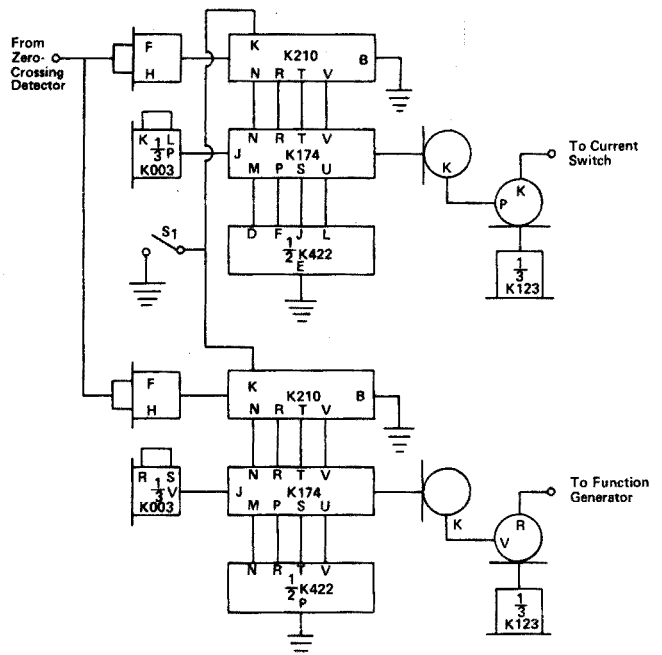 From
Zero-
Crossing
Detector
F
H
K
K210
B
N R T V
K L
1/3 P
K003
N R T V
J K174
M P S U
K
To Current
Switch
K
P
S1
D F J L
1/2 K422
E
1/3
K123
F
H
K
K210
B
N R T V
R S
1/3 V
K003
N R T V
J K174
M P S U
K
To Function
Generator
R
V
N R T V
1/2 K422
P
1/3
K123